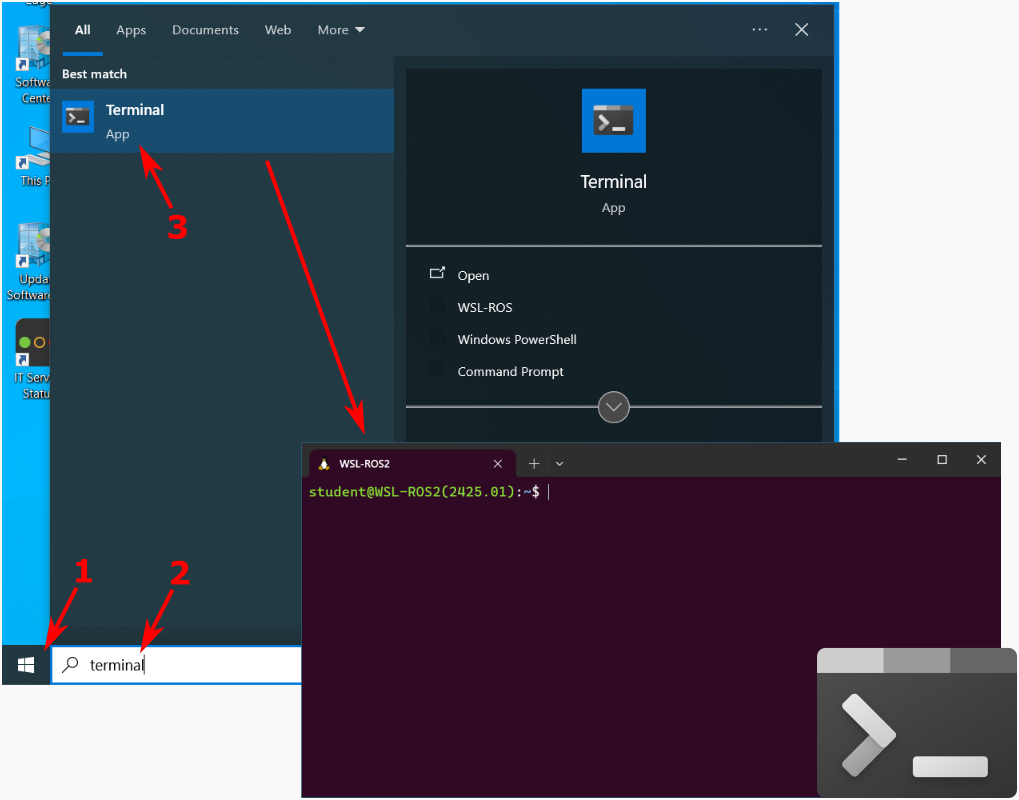 Edge
All Apps Documents Web More
Best match
Terminal
App
Softwa
Cente
This P
Upda
Software
IT Serv
Statu
3
Terminal
App
Open
WSL-ROS
Windows PowerShell
Command Prompt
WSL-ROS2
student@WSL-ROS2(2425.01):~$
1
2
terminal